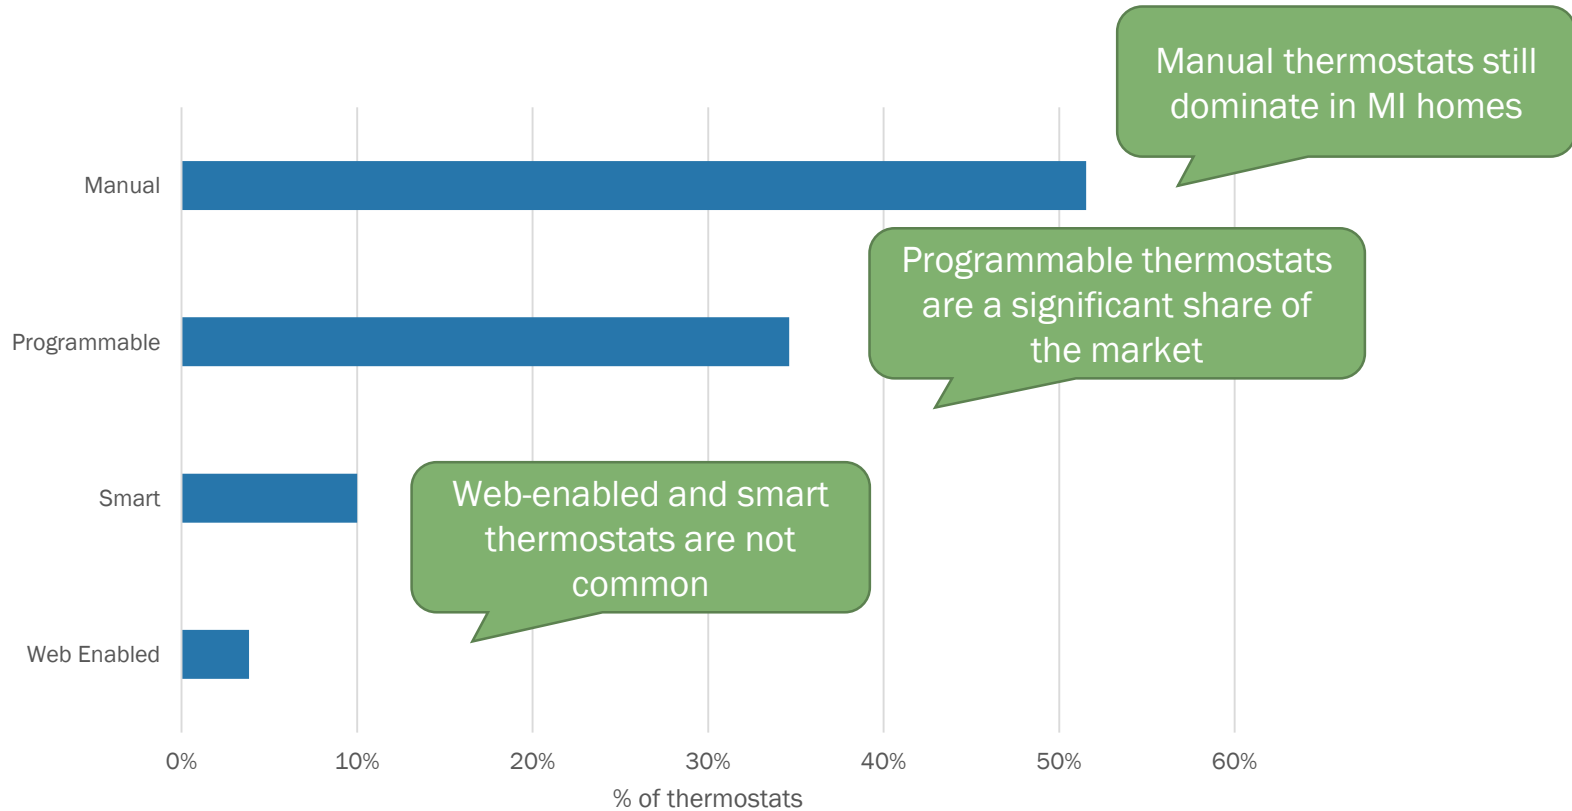 Manual thermostats still
dominate in MI homes
Manual
Programmable thermostats
are a significant share of
the market
Programmable
Web-enabled and smart
thermostats are not
common
Smart
Web Enabled
0%
10%
20%
30%
40%
50%
60%
% of thermostats